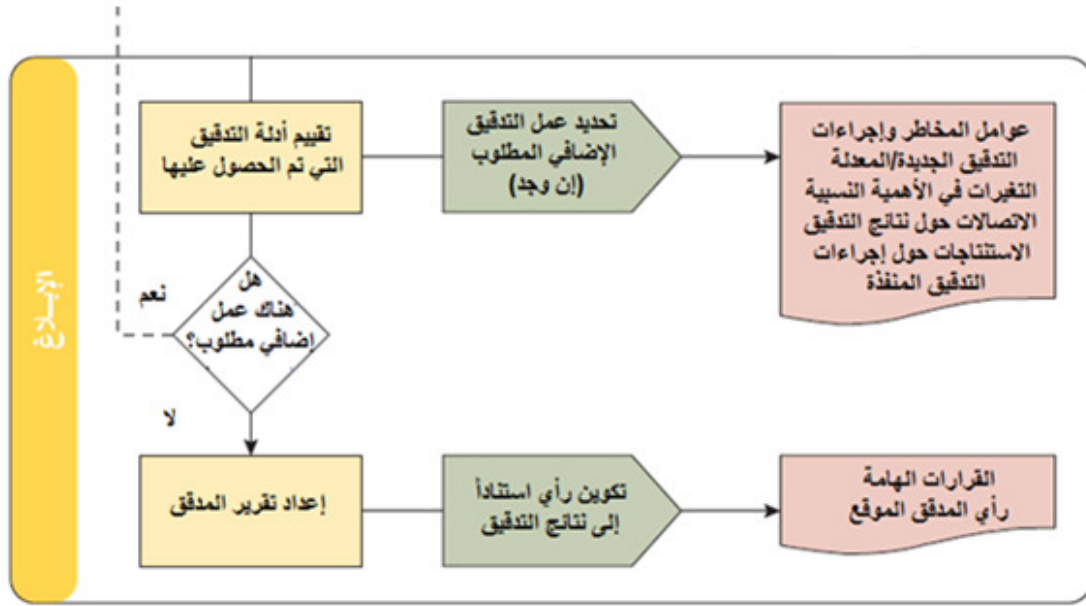 الإبلاغ
تقييم أدلة التدقيق
التي تم الحصول عليها
تحديد عمل التدقيق
الإضافي المطلوب
(إن وجد)
عوامل المخاطر وإجراءات
التدقيق الجديدة/المعدلة
التغيرات في الأهمية النسبية
الاتصالات حول نتائج التدقيق
الاستنتاجات حول إجراءات
التدقيق المنفذة
هل
هناك عمل
إضافي مطلوب؟
نعم
لا
إعداد تقرير المدقق
تكوين رأي استناداً
إلى نتائج التدقيق
القرارات الهامة
رأي المدقق الموقع